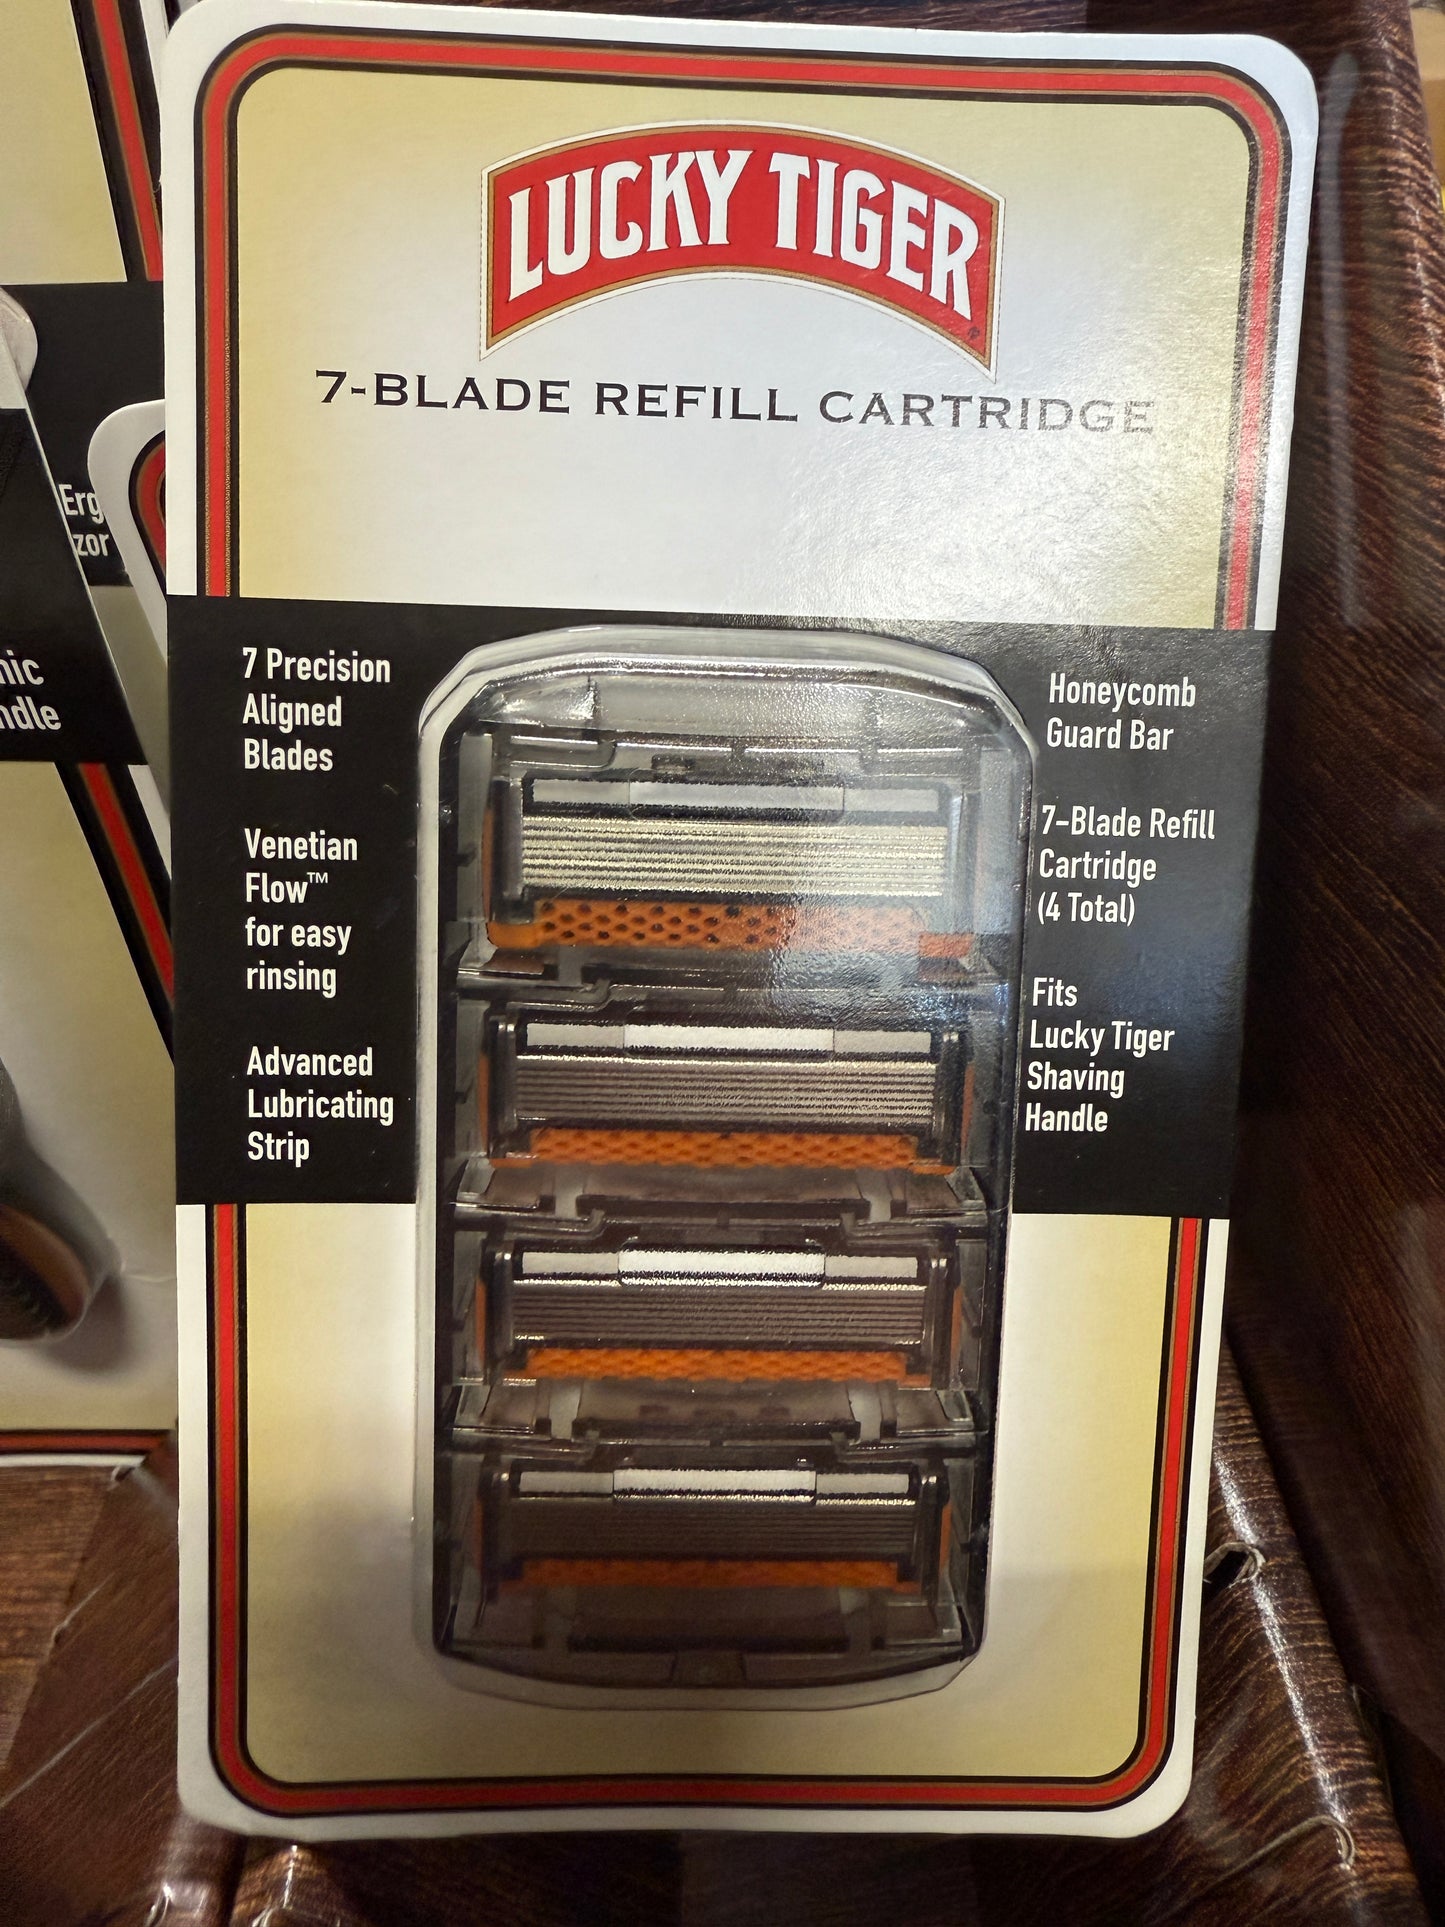 LUCKY TIGER
7-BLADE REFILL CARTRIDGE
7 Precision
Aligned
Blades
Venetian
Flow™
for easy
rinsing
Advanced
Lubricating
Strip
Honeycomb
Guard Bar
7-Blade Refill
Cartridge
(4 Total)
Fits
Lucky Tiger
Shaving
Handle